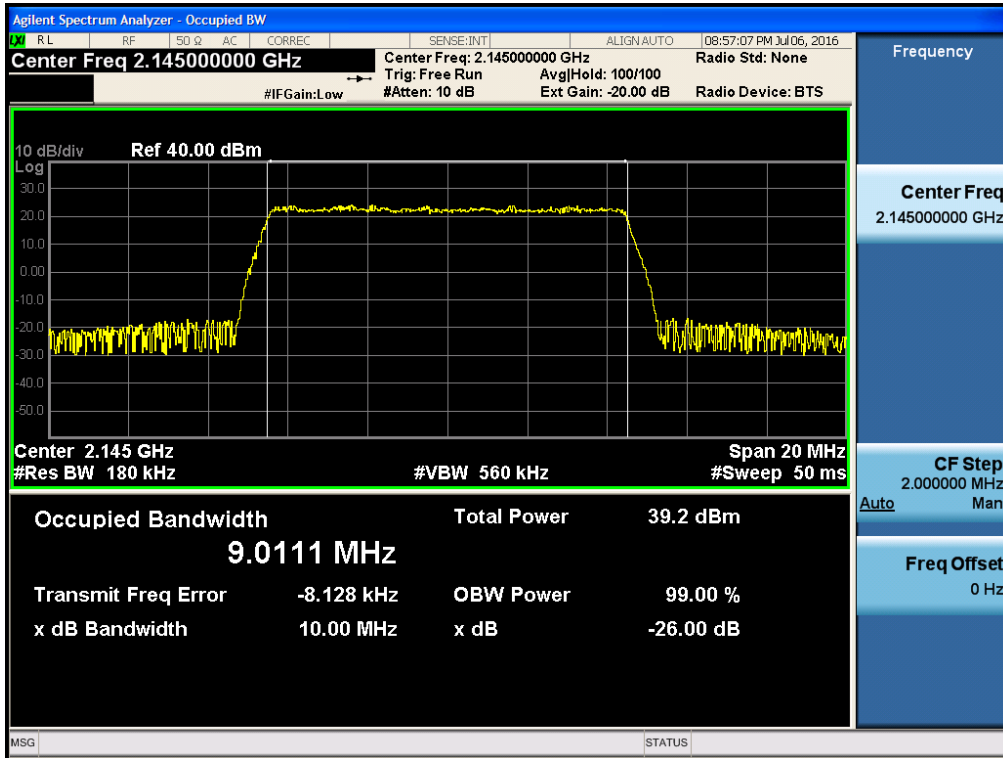 Agilent Spectrum Analyzer - Occupied BW
LXI RL RF 50 Ω AC CORREC SENSE:INT ALIGN AUTO 08:57:07 PM Jul 06, 2016
Center Freq 2.145000000 GHz
Center Freq: 2.145000000 GHz
Radio Std: None
Trig: Free Run Avg|Hold: 100/100
#IFGain:Low
#Atten: 10 dB Ext Gain: -20.00 dB Radio Device: BTS
10 dB/div Ref 40.00 dBm
Log
30.0
20.0
10.0
0.00
-10.0
-20.0
-30.0
-40.0
-50.0
Center 2.145 GHz Span 20 MHz
#Res BW 180 kHz #VBW 560 kHz #Sweep 50 ms
Occupied Bandwidth Total Power 39.2 dBm
9.0111 MHz
Transmit Freq Error -8.128 kHz OBW Power 99.00 %
x dB Bandwidth 10.00 MHz x dB -26.00 dB
MSG STATUS
Frequency
Center Freq
2.145000000 GHz
CF Step
2.000000 MHz
Auto Man
Freq Offset
0 Hz